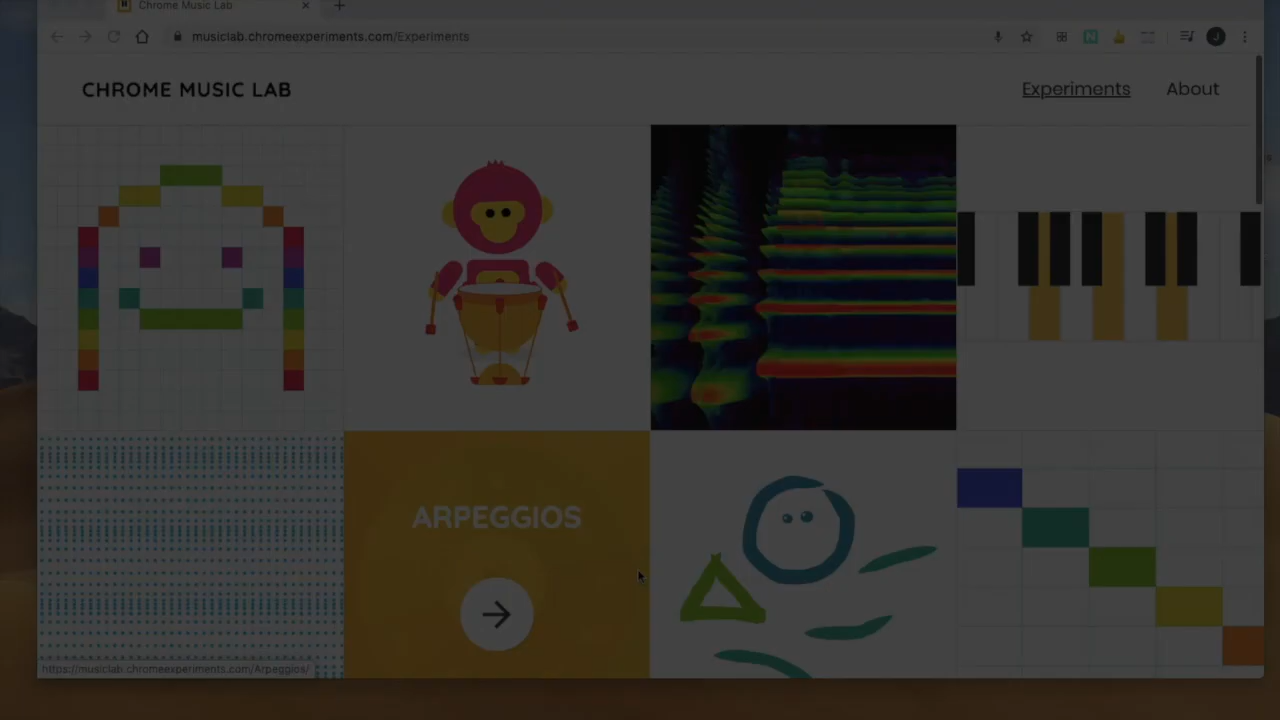 Chrome Music Lab
musiclab.chromeexperiments.com/Experiments
N
J
CHROME MUSIC LAB
Experiments
About
ARPEGGIOS
https://musiclab.chromeexperiments.com/Arpeggios/